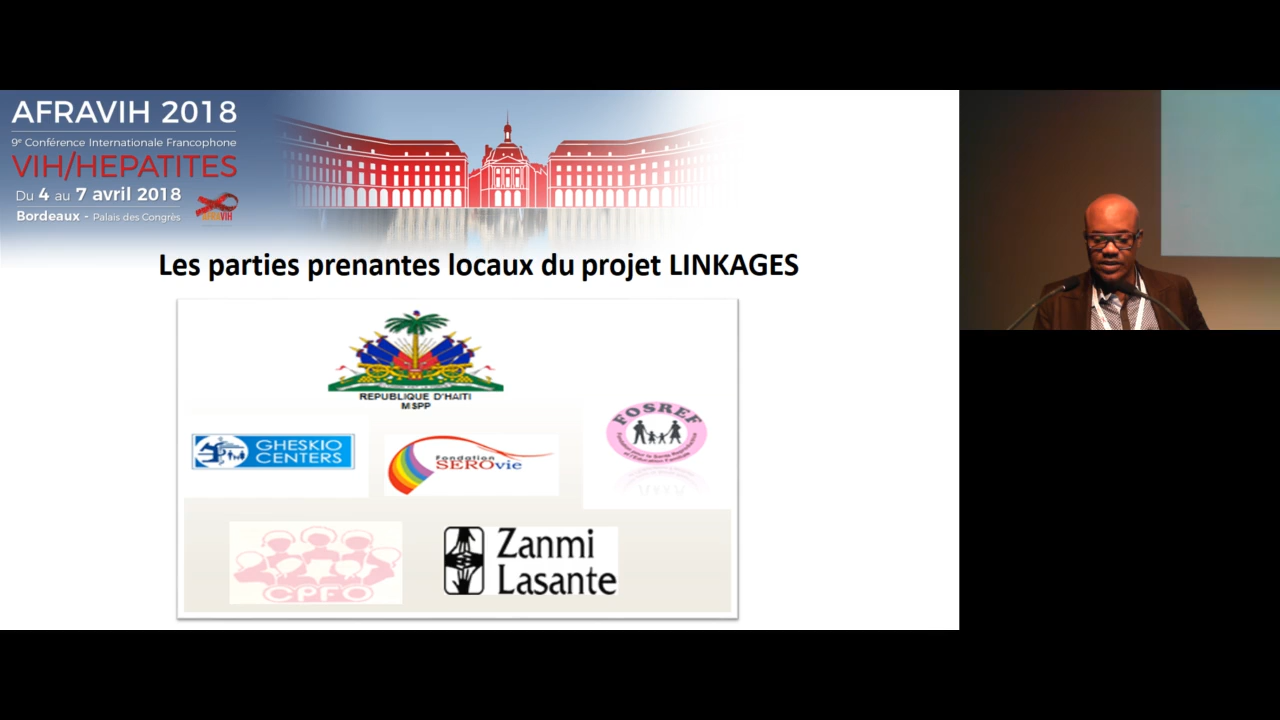 AFRAVIH 2018
9e Conférence Internationale Francophone
VIH/HEPATITES
Du 4 au 7 avril 2018
Bordeaux - Palais des Congrès
AFRAVIH
Les parties prenantes locaux du projet LINKAGES
REPUBLIQUE D'HAITI
MSPP
GHESKIO
CENTERS
Fondation
SEROvie
FOSREF
Zanmi
Lasante
CPFO